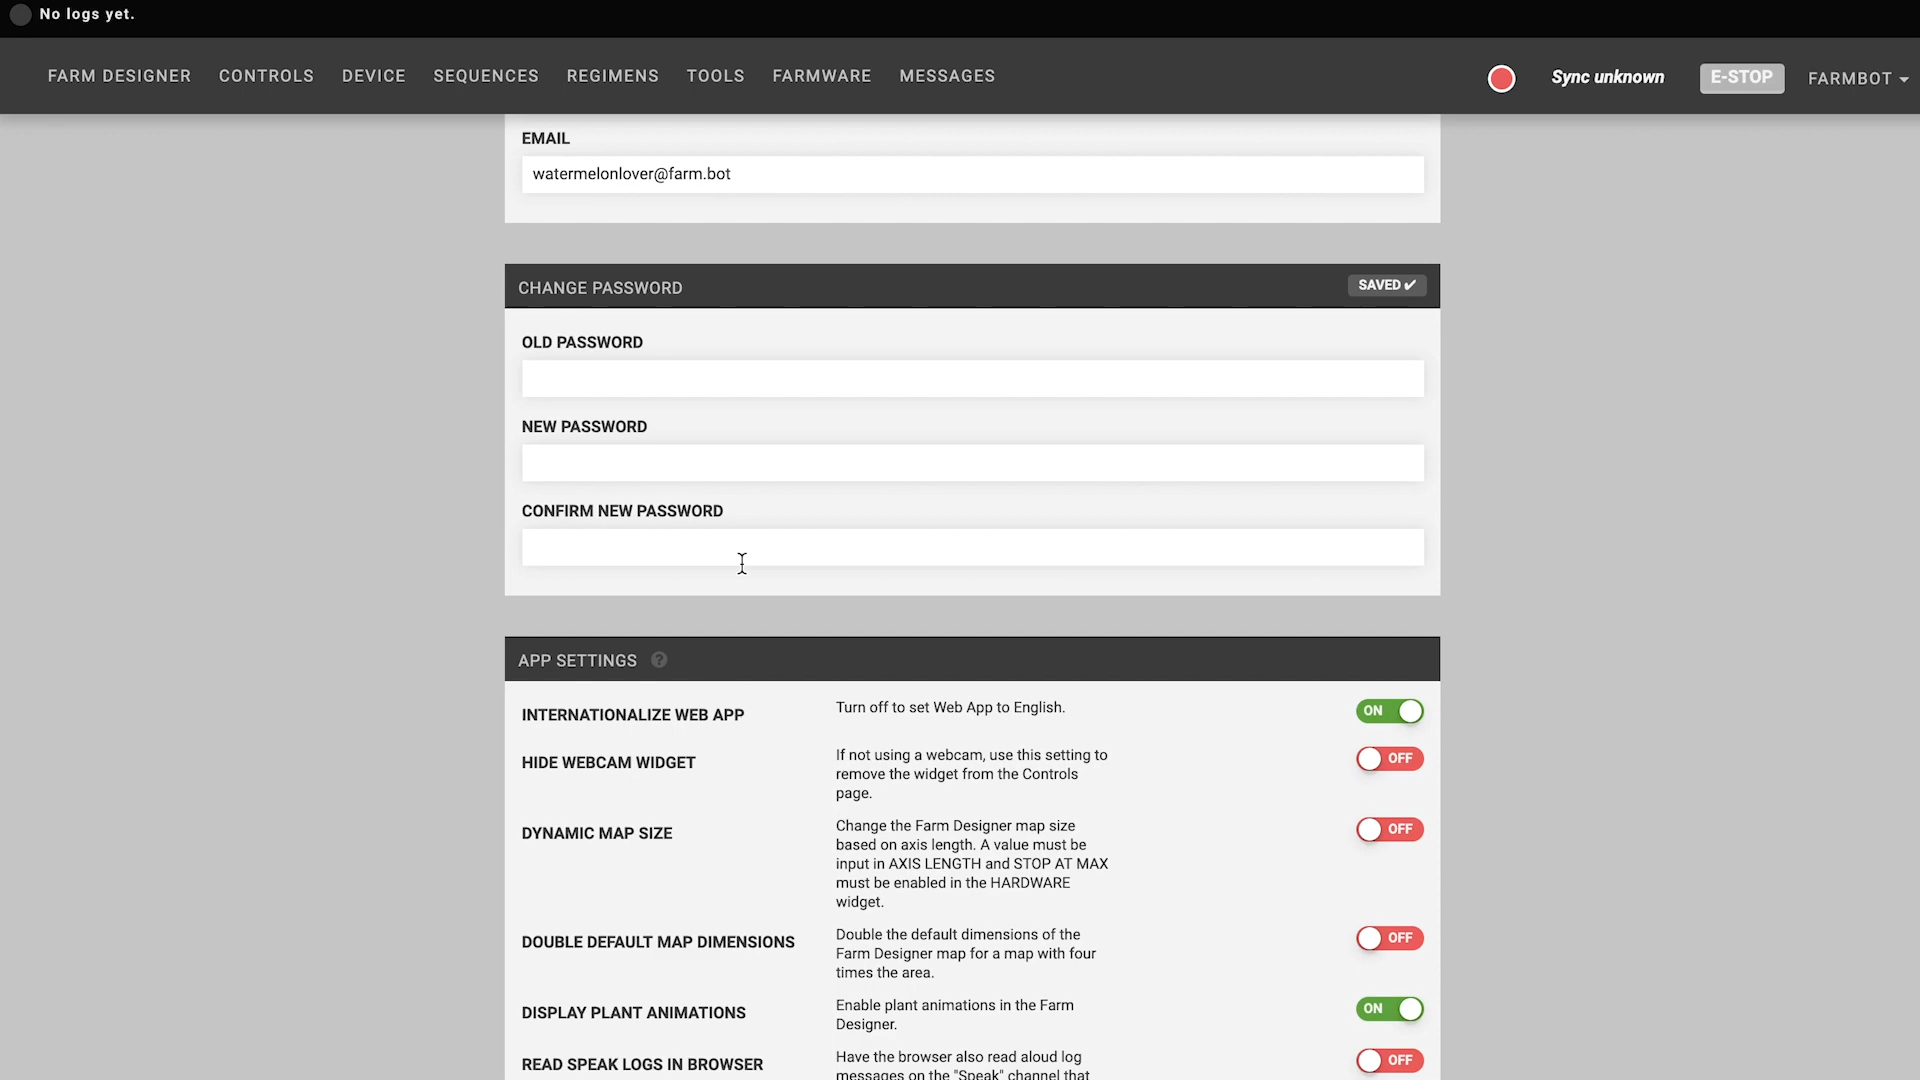 No logs yet.
FARM DESIGNER CONTROLS DEVICE SEQUENCES REGIMENS TOOLS FARMWARE MESSAGES Sync unknown E-STOP FARMBOT
EMAIL
watermelonlover@farm.bot
CHANGE PASSWORD SAVED ✔
OLD PASSWORD
NEW PASSWORD
CONFIRM NEW PASSWORD
APP SETTINGS ?
INTERNATIONALIZE WEB APP Turn off to set Web App to English. ON
HIDE WEBCAM WIDGET If not using a webcam, use this setting to OFF
remove the widget from the Controls
page.
DYNAMIC MAP SIZE Change the Farm Designer map size OFF
based on axis length. A value must be
input in AXIS LENGTH and STOP AT MAX
must be enabled in the HARDWARE
widget.
DOUBLE DEFAULT MAP DIMENSIONS Double the default dimensions of the OFF
Farm Designer map for a map with four
times the area.
DISPLAY PLANT ANIMATIONS Enable plant animations in the Farm ON
Designer.
READ SPEAK LOGS IN BROWSER Have the browser also read aloud log OFF
messages on the "Speak" channel that